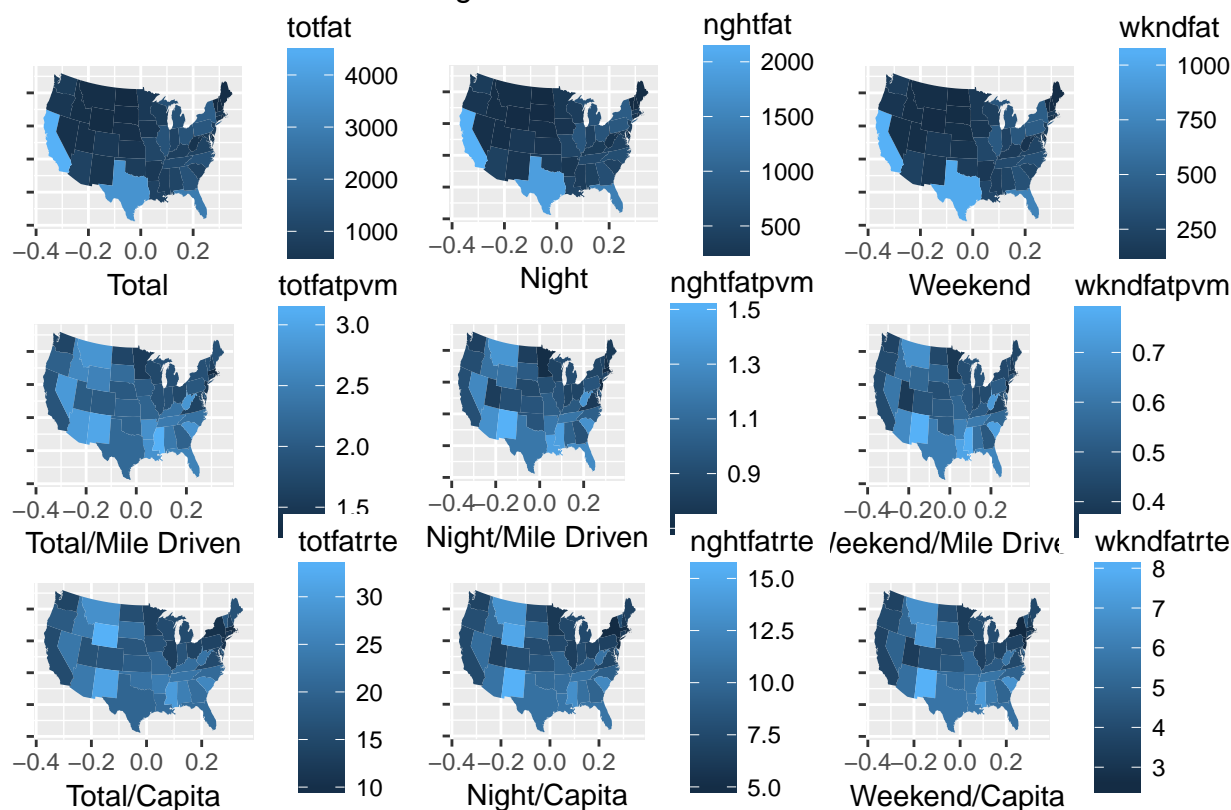 totfat
4000
3000
2000
1000
−0.4 −0.2 0.0 0.2
Total
nghtfat
2000
1500
1000
500
−0.4 −0.2 0.0 0.2
Night
wkndfat
1000
750
500
250
−0.4 −0.2 0.0 0.2
Weekend
totfatpvm
3.0
2.5
2.0
1.5
−0.4 −0.2 0.0 0.2
Total/Mile Driven
nghtfatpvm
1.5
1.3
1.1
0.9
−0.4−0.2 0.0 0.2
Night/Mile Driven
wkndfatpvm
0.7
0.6
0.5
0.4
−0.4−0.20.0 0.2
Weekend/Mile Drive
totfatrte
30
25
20
15
10
−0.4−0.2 0.0 0.2
Total/Capita
nghtfatrte
15.0
12.5
10.0
7.5
5.0
−0.4−0.2 0.0 0.2
Night/Capita
wkndfatrte
8
7
6
5
4
3
−0.4−0.2 0.0 0.2
Weekend/Capita